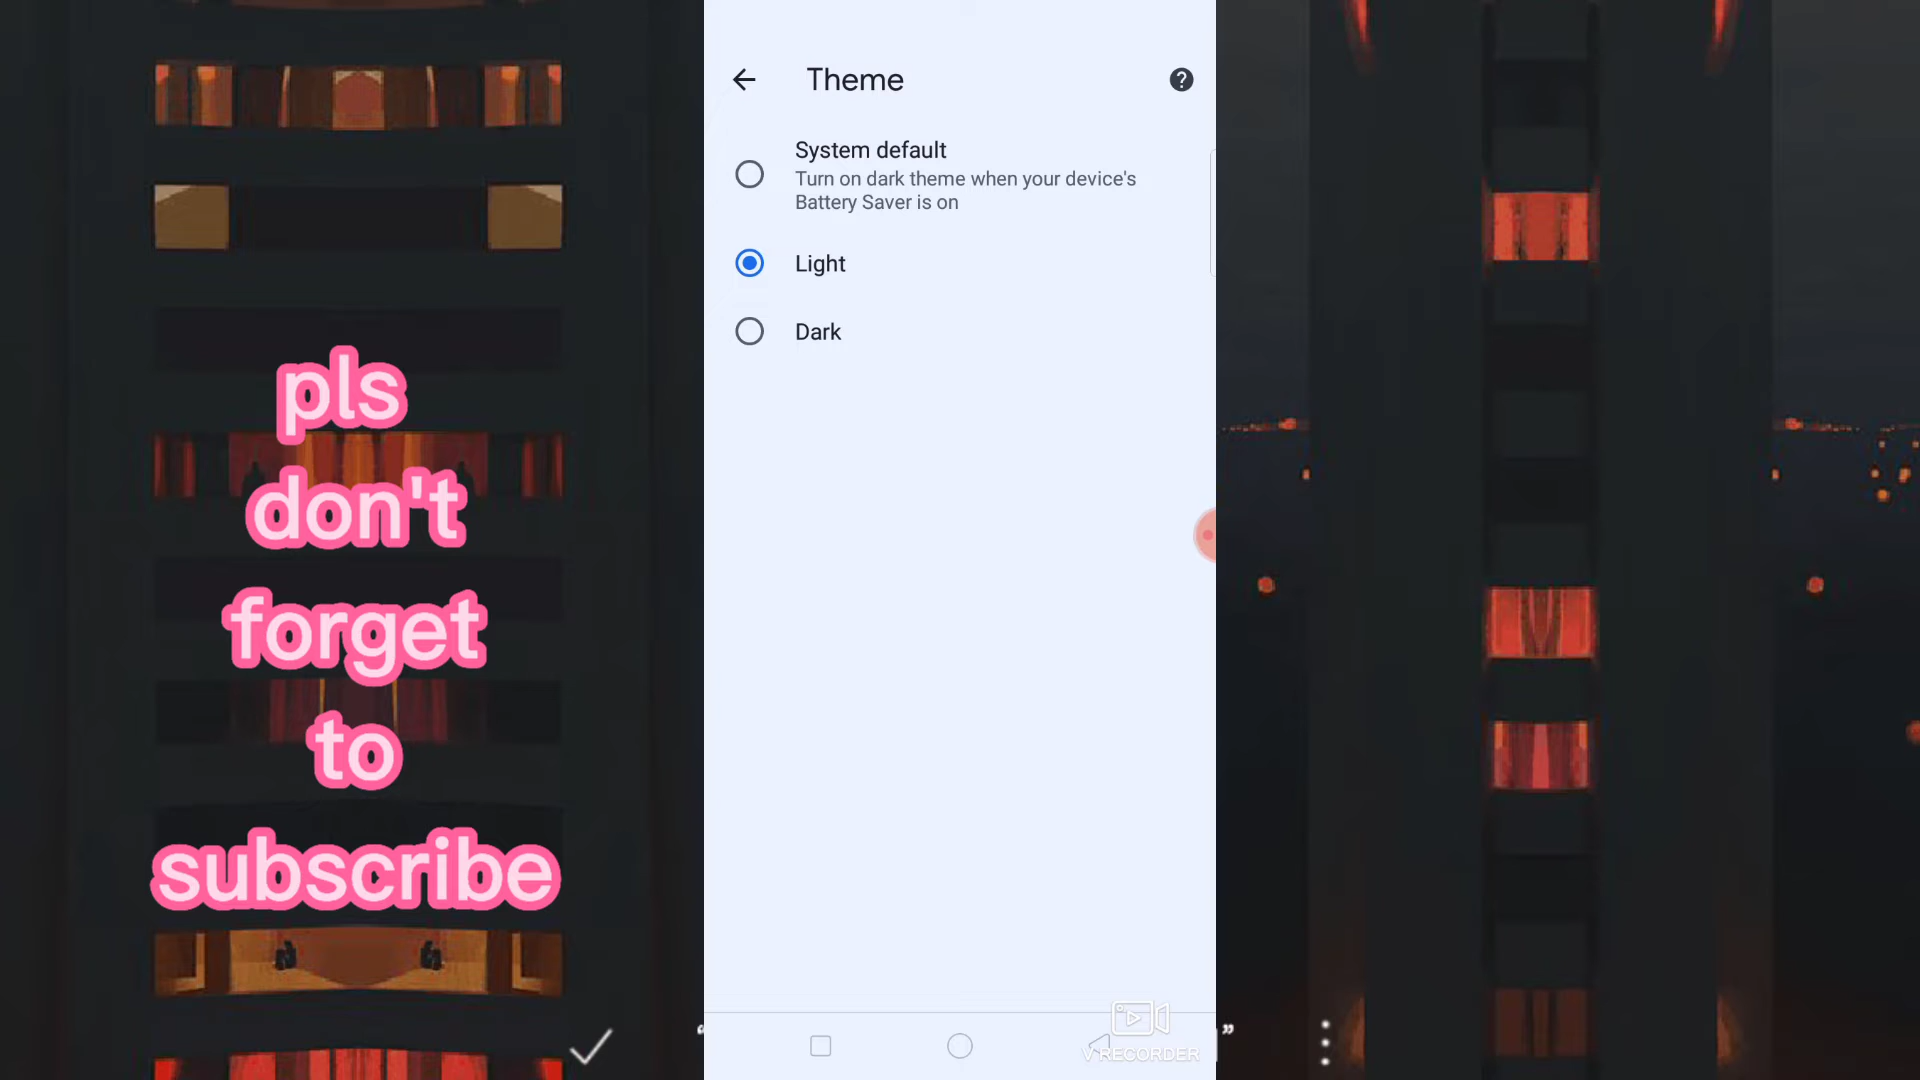 pls
don't
forget
to
subscribe
Theme
System default
Turn on dark theme when your device's
Battery Saver is on
Light
Dark
V RECORDER